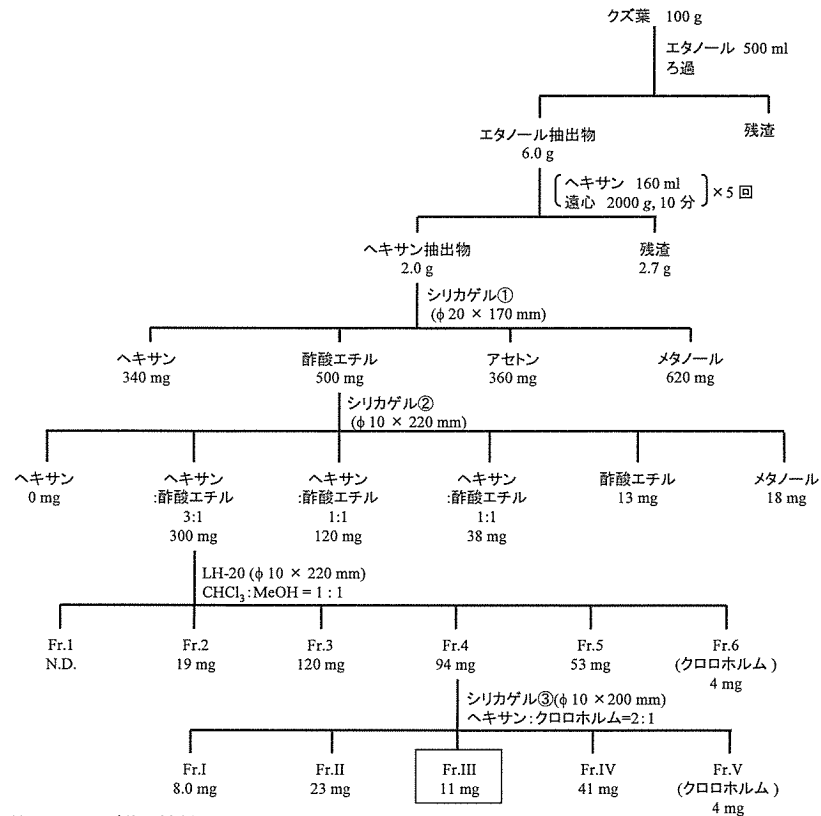 クズ葉 100 g
エタノール 500 ml
ろ過
エタノール抽出物
6.0 g
残渣
ヘキサン 160 ml
遠心 2000 g, 10 分
×5 回
ヘキサン抽出物
2.0 g
残渣
2.7 g
シリカゲル①
(ϕ 20 × 170 mm)
ヘキサン
340 mg
酢酸エチル
500 mg
アセトン
360 mg
メタノール
620 mg
シリカゲル②
(ϕ 10 × 220 mm)
ヘキサン
0 mg
ヘキサン
:酢酸エチル
3:1
300 mg
ヘキサン
:酢酸エチル
1:1
120 mg
ヘキサン
:酢酸エチル
1:1
38 mg
酢酸エチル
13 mg
メタノール
18 mg
LH-20 (ϕ 10 × 220 mm)
CHCl₃:MeOH = 1 : 1
Fr.1
N.D.
Fr.2
19 mg
Fr.3
120 mg
Fr.4
94 mg
Fr.5
53 mg
Fr.6
(クロロホルム)
4 mg
シリカゲル③(ϕ 10 ×200 mm)
ヘキサン:クロロホルム=2:1
Fr.I
8.0 mg
Fr.II
23 mg
Fr.III
11 mg
Fr.IV
41 mg
Fr.V
(クロロホルム)
4 mg